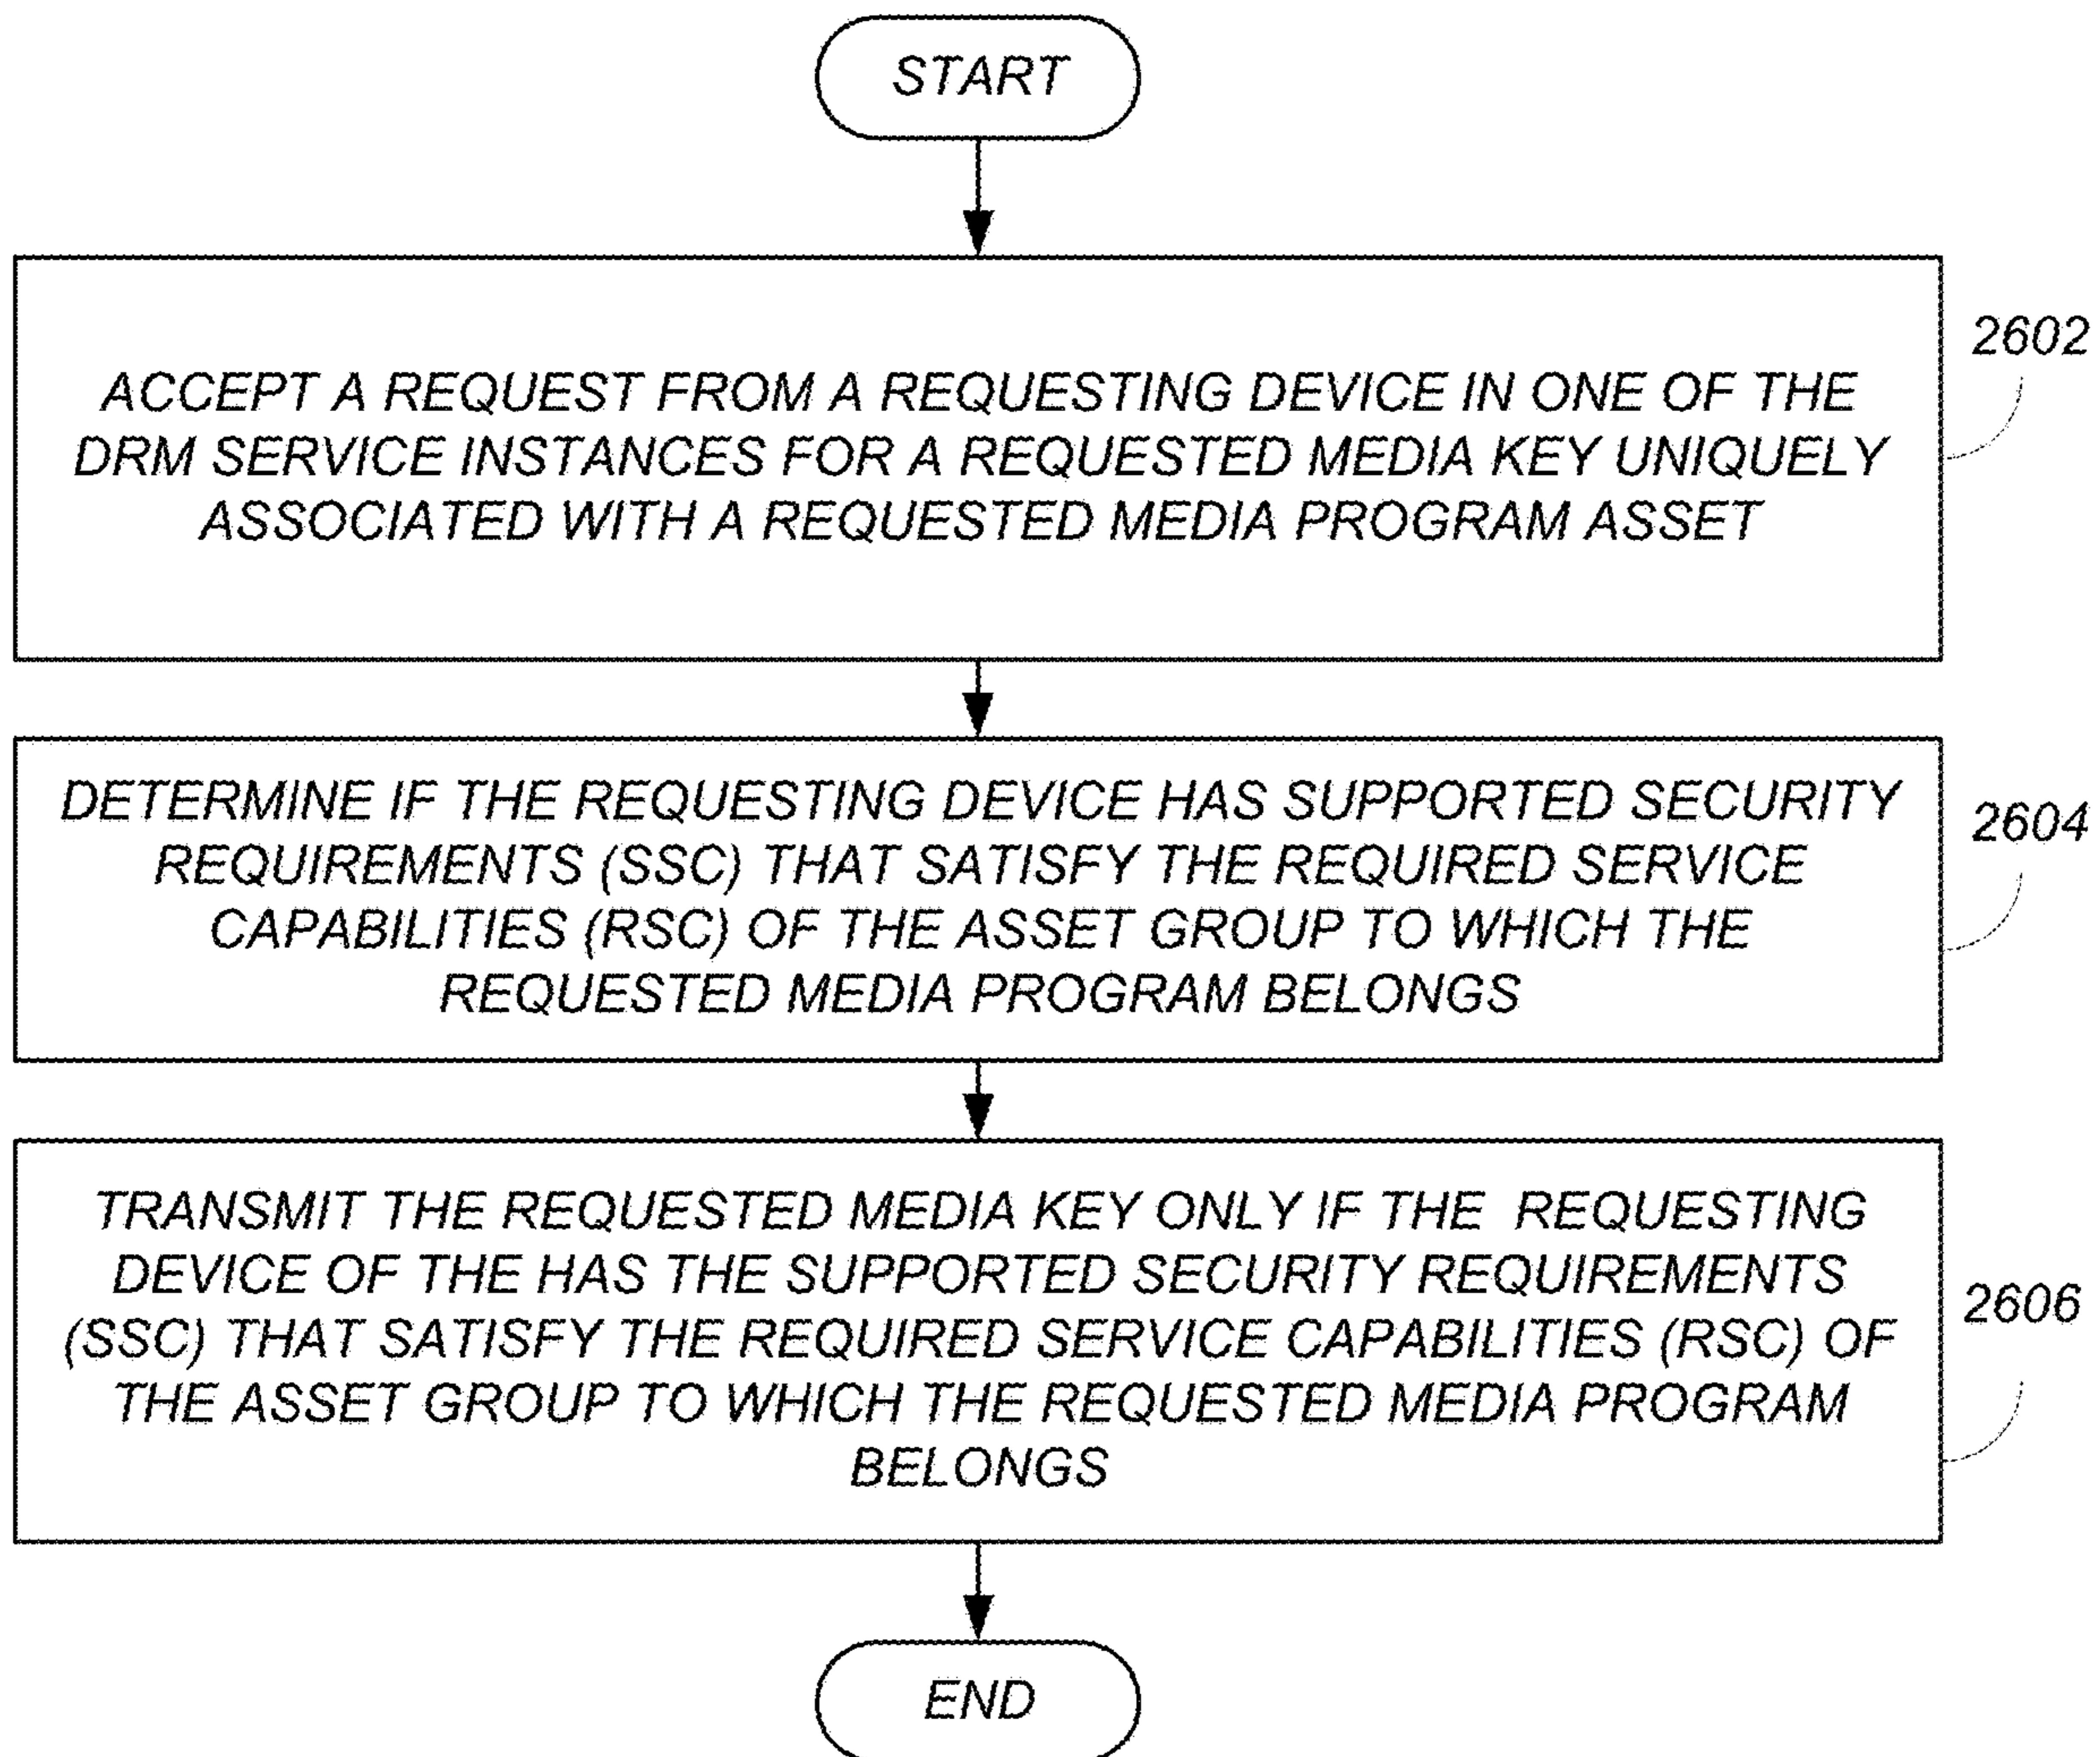 START
ACCEPT A REQUEST FROM A REQUESTING DEVICE IN ONE OF THE
DRM SERVICE INSTANCES FOR A REQUESTED MEDIA KEY UNIQUELY
ASSOCIATED WITH A REQUESTED MEDIA PROGRAM ASSET
2602
DETERMINE IF THE REQUESTING DEVICE HAS SUPPORTED SECURITY
REQUIREMENTS (SSC) THAT SATISFY THE REQUIRED SERVICE
CAPABILITIES (RSC) OF THE ASSET GROUP TO WHICH THE
REQUESTED MEDIA PROGRAM BELONGS
2604
TRANSMIT THE REQUESTED MEDIA KEY ONLY IF THE REQUESTING
DEVICE OF THE HAS THE SUPPORTED SECURITY REQUIREMENTS
(SSC) THAT SATISFY THE REQUIRED SERVICE CAPABILITIES (RSC) OF
THE ASSET GROUP TO WHICH THE REQUESTED MEDIA PROGRAM
BELONGS
2606
END